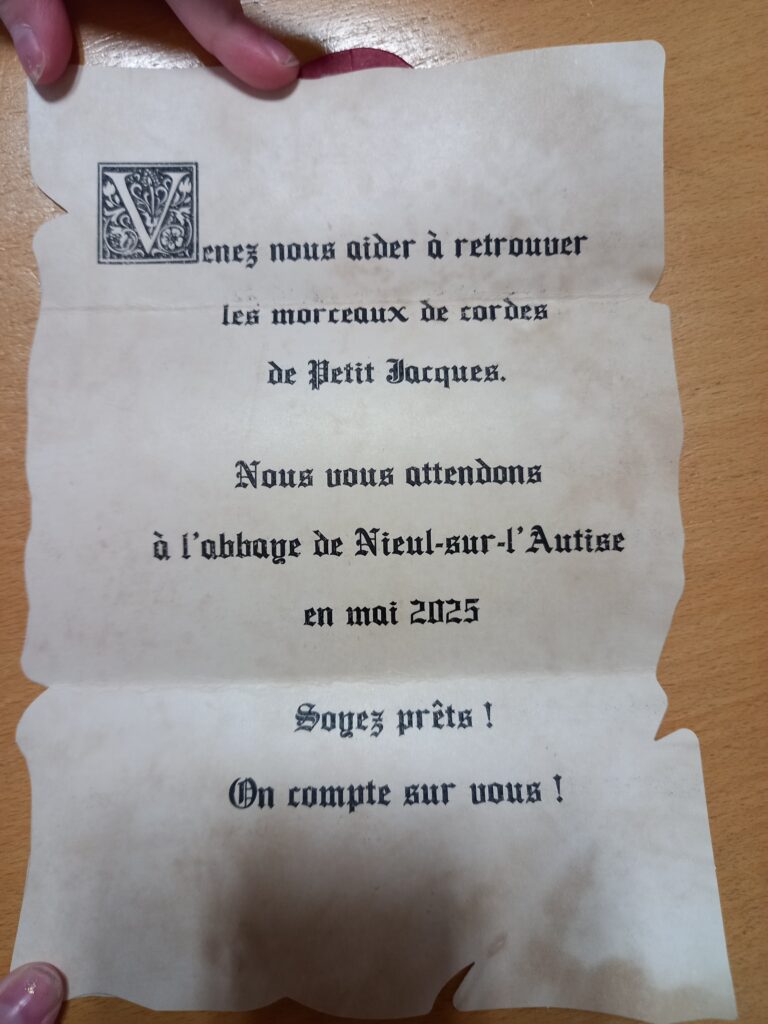 Venez nous aider à retrouver
les morceaux de cordes
de Petit Jacques.
Nous vous attendons
à l'abbaye de Nieul-sur-l'Autise
en mai 2025
Soyez prêts !
On compte sur vous !